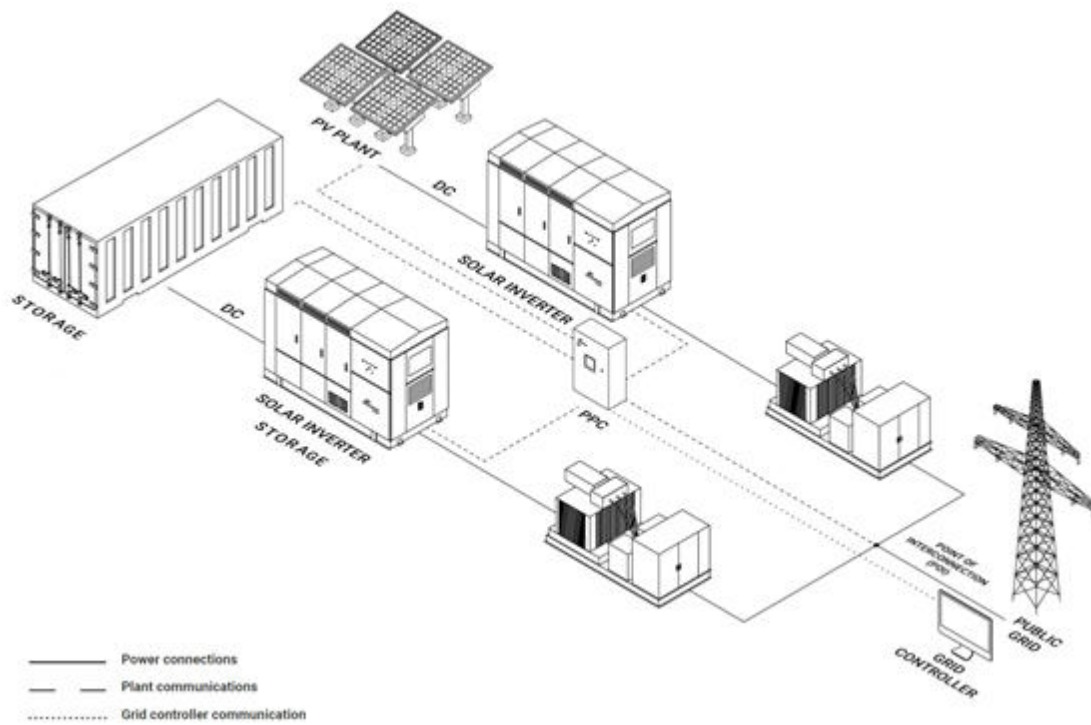 PV PLANT
DC
STORAGE
SOLAR INVERTER
DC
SOLAR INVERTER
STORAGE
PPC
POINT OF
INTERCONNECTION
(POI)
PUBLIC
GRID
GRID
CONTROLLER
Power connections
Plant communications
Grid controller communication